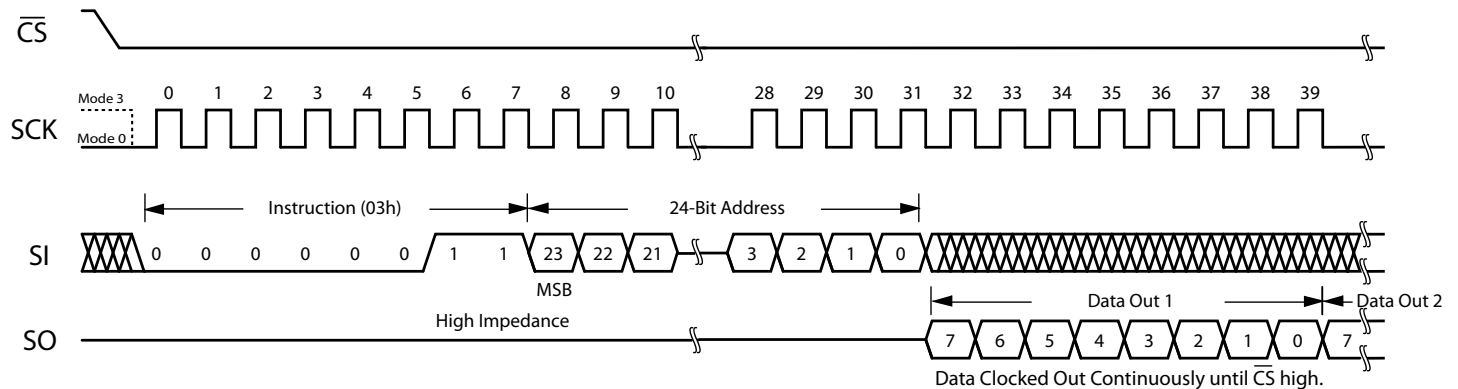 CS
Mode 3 0 1 2 3 4 5 6 7 8 9 10 28 29 30 31 32 33 34 35 36 37 38 39
SCK
Mode 0
Instruction (03h) 24-Bit Address
SI 0 0 0 0 0 0 1 1 23 22 21 3 2 1 0
MSB
Data Out 1 Data Out 2
High Impedance
SO 7 6 5 4 3 2 1 0 7
Data Clocked Out Continuously until CS high.